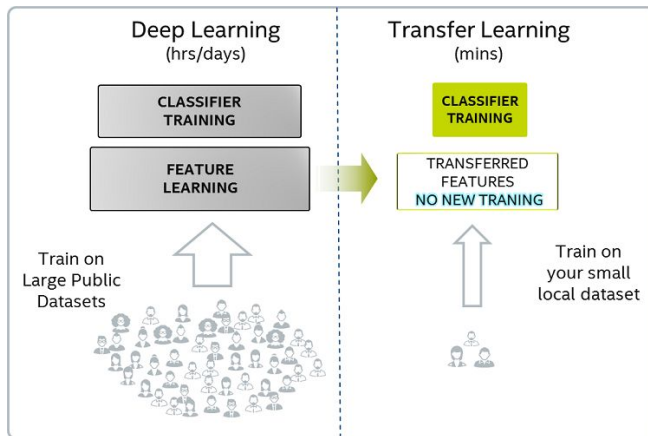 Deep Learning
(hrs/days)
CLASSIFIER
TRAINING
FEATURE
LEARNING
Train on
Large Public
Datasets
Transfer Learning
(mins)
CLASSIFIER
TRAINING
TRANSFERRED
FEATURES
NO NEW TRANING
Train on
your small
local dataset